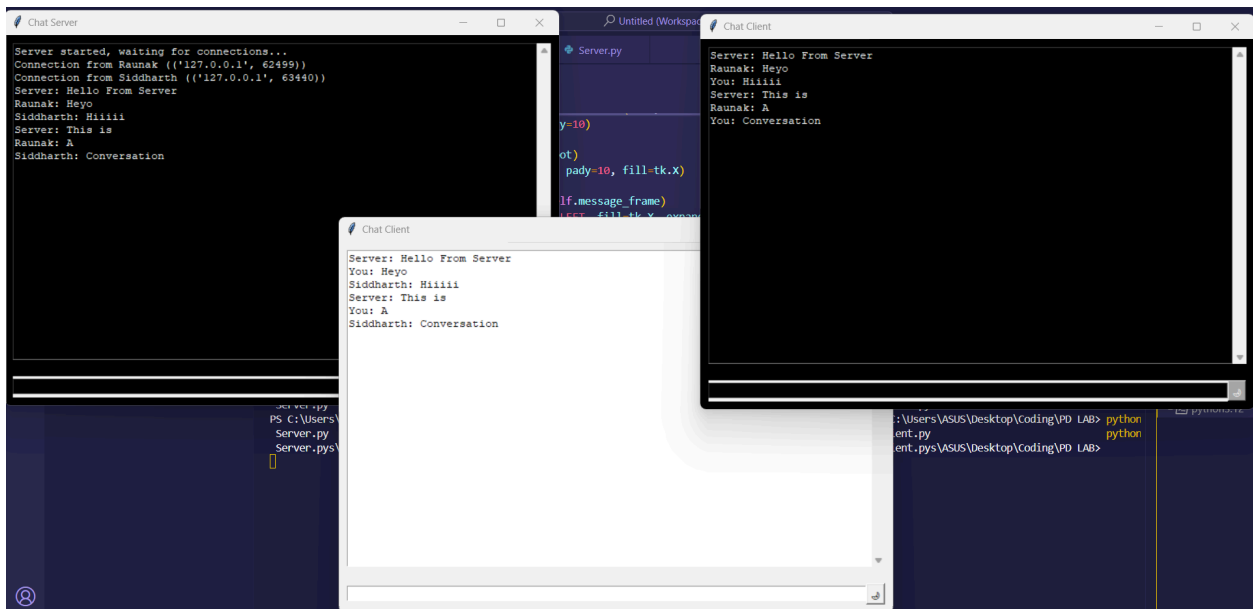 Chat Server
Server started, waiting for connections...
Connection from Raunak (('127.0.0.1', 62499))
Connection from Siddharth (('127.0.0.1', 63440))
Server: Hello From Server
Raunak: Heyo
Siddharth: Hiiiii
Server: This is
Raunak: A
Siddharth: Conversation
Untitled (Workspac
Server.py
y=10)
ot)
pady=10, fill=tk.X)
lf.message_frame)
Chat Client
Server: Hello From Server
Raunak: Heyo
You: Hiiiii
Server: This is
Raunak: A
You: Conversation
Chat Client
Server: Hello From Server
You: Heyo
Siddharth: Hiiiii
Server: This is
You: A
Siddharth: Conversation
PS C:\Users\
Server.py
Server.pys\
:\Users\ASUS\Desktop\Coding\PD LAB> python
ent.py python
ent.pys\ASUS\Desktop\Coding\PD LAB>